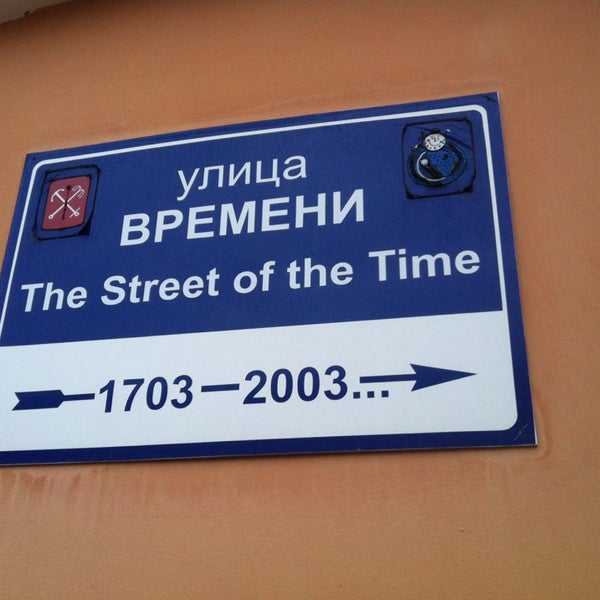 улица
ВРЕМЕНИ
The Street of the Time
1703–2003...